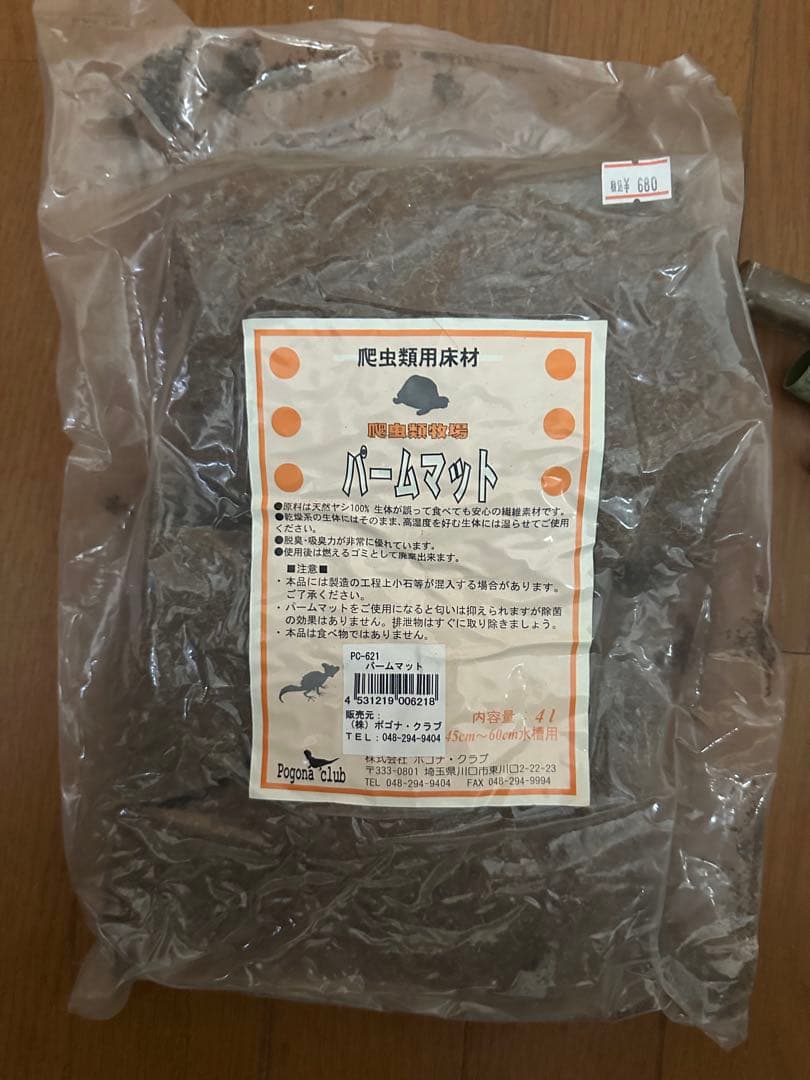 税込¥ 680
爬虫類用床材
爬虫類牧場
パームマット
●原料は天然ヤシ100% 生体が誤って食べても安心の繊維素材です。
●乾燥系の生体にはそのまま、高湿度を好む生体には湿らせてご使用
ください。
●脱臭・吸臭力が非常に優れています。
●使用後は燃えるゴミとして廃棄出来ます。
■注意■
・本品には製造の工程上小石等が混入する場合があります。
ご了承ください。
・パームマットをご使用になると匂いは抑えられますが除菌
の効果はありません。排泄物はすぐに取り除きましょう。
・本品は食べ物ではありません。
PC-621
パームマット
4 531219 006218
販売元:
(株)ポゴナ・クラブ
TEL:048-294-9404
内容量：4l
45cm～60cm水槽用
Pogona club
株式会社 ポゴナ・クラブ
〒333-0801 埼玉県川口市東川口2-22-23
TEL 048-294-9404 FAX 048-294-9994